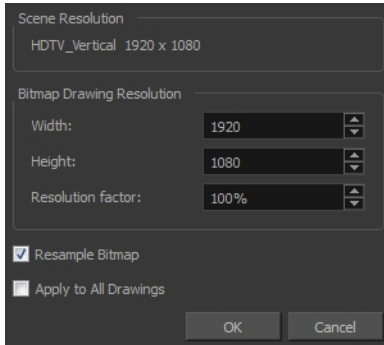 Scene Resolution
HDTV_Vertical 1920 x 1080
Bitmap Drawing Resolution
Width: 1920
Height: 1080
Resolution factor: 100%
Resample Bitmap
Apply to All Drawings
OK Cancel